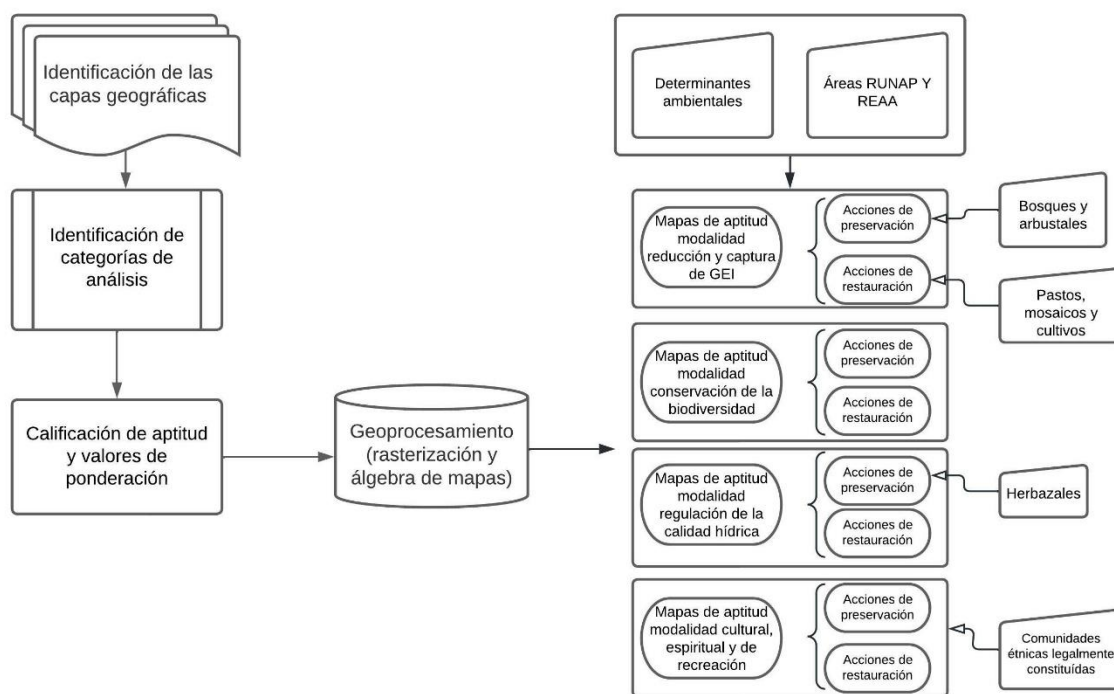 Identificación de las
capas geográficas
Identificación de
categorías de
análisis
Calificación de aptitud
y valores de
ponderación
Geoprocesamiento
(rasterización y
álgebra de mapas)
Determinantes
ambientales
Áreas RUNAP Y
REAA
Mapas de aptitud
modalidad
reducción y captura
de GEI
Acciones de
preservación
Acciones de
restauración
Bosques y
arbustales
Pastos,
mosaicos y
cultivos
Mapas de aptitud
modalidad
conservación de la
biodiversidad
Acciones de
preservación
Acciones de
restauración
Mapas de aptitud
modalidad
regulación de la
calidad hídrica
Acciones de
preservación
Acciones de
restauración
Herbazales
Mapas de aptitud
modalidad cultural,
espiritual y de
recreación
Acciones de
preservación
Acciones de
restauración
Comunidades
étnicas legalmente
constituídas